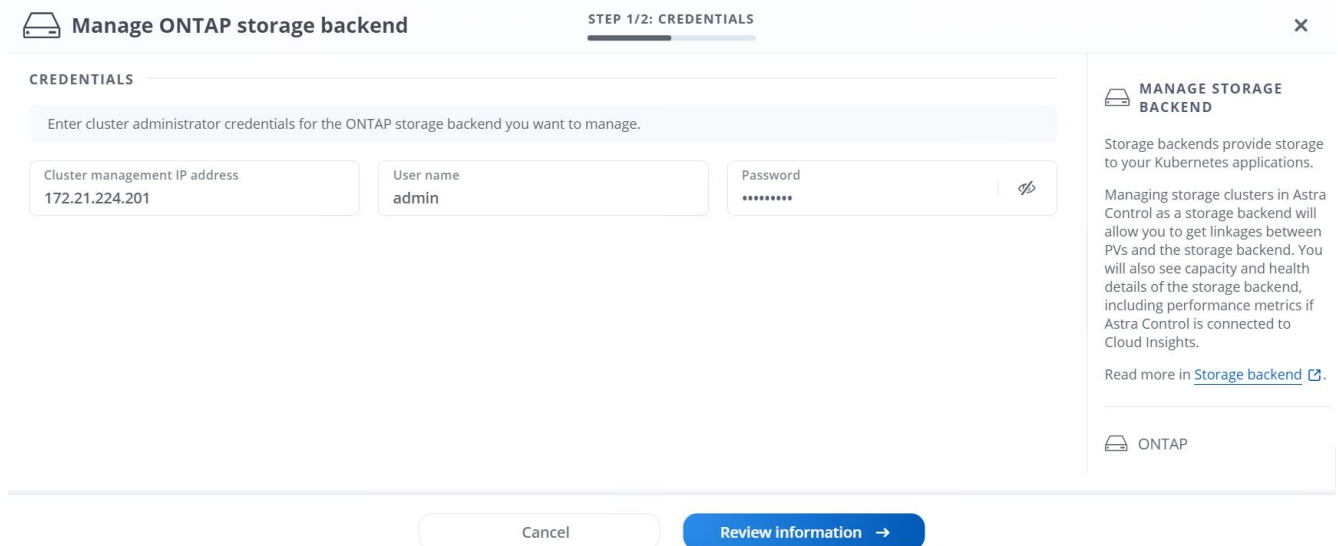 Manage ONTAP storage backend
STEP 1/2: CREDENTIALS
CREDENTIALS
Enter cluster administrator credentials for the ONTAP storage backend you want to manage.
Cluster management IP address
172.21.224.201
User name
admin
Password
•••••••••
MANAGE STORAGE
BACKEND
Storage backends provide storage
to your Kubernetes applications.
Managing storage clusters in Astra
Control as a storage backend will
allow you to get linkages between
PVs and the storage backend. You
will also see capacity and health
details of the storage backend,
including performance metrics if
Astra Control is connected to
Cloud Insights.
Read more in Storage backend.
ONTAP
Cancel
Review information →